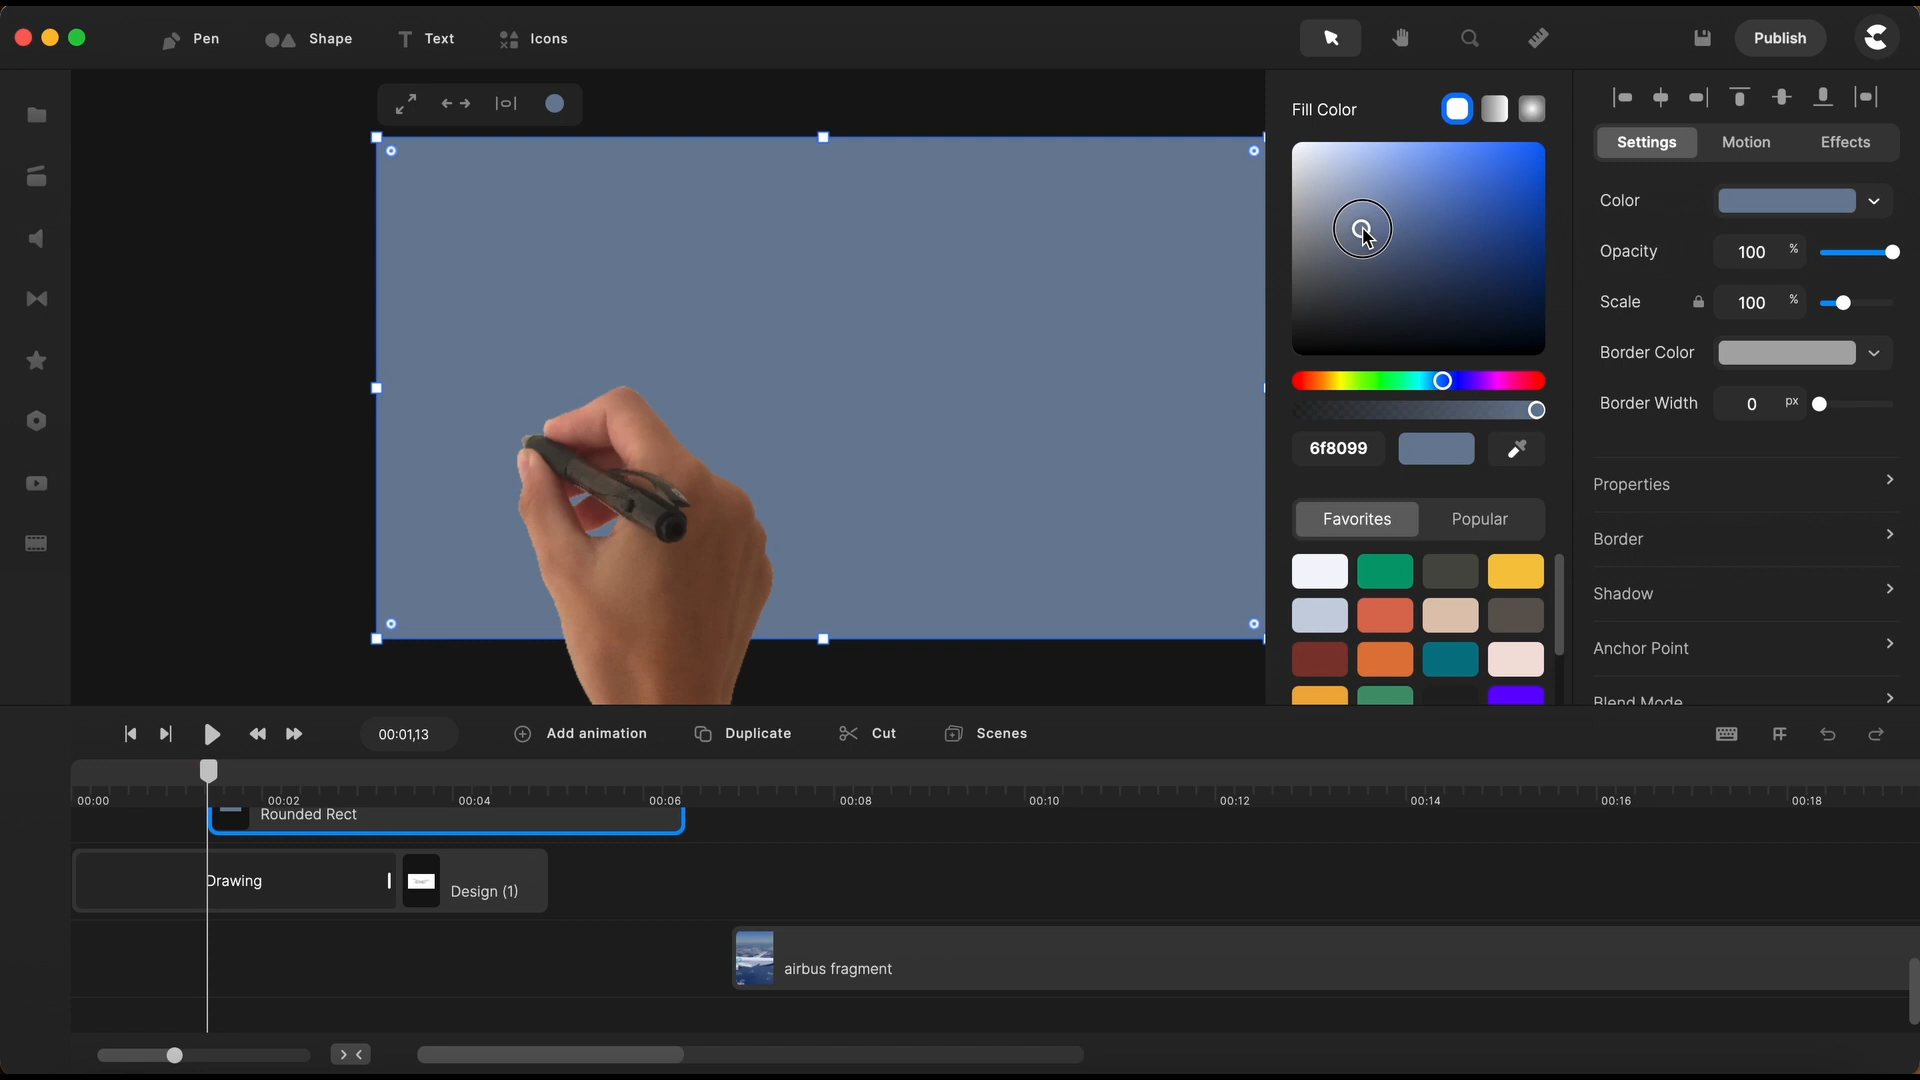 Pen
Shape
Text
Icons
Publish
Fill Color
Settings
Motion
Effects
Color
Opacity
100 %
Scale
100 %
Border Color
Border Width
0 px
6f8099
Favorites
Popular
Properties
Border
Shadow
Anchor Point
Blend Mode
00:01,13
Add animation
Duplicate
Cut
Scenes
00:00
00:02
00:04
00:06
00:08
00:10
00:12
00:14
00:16
00:18
Rounded Rect
Drawing
Design (1)
airbus fragment